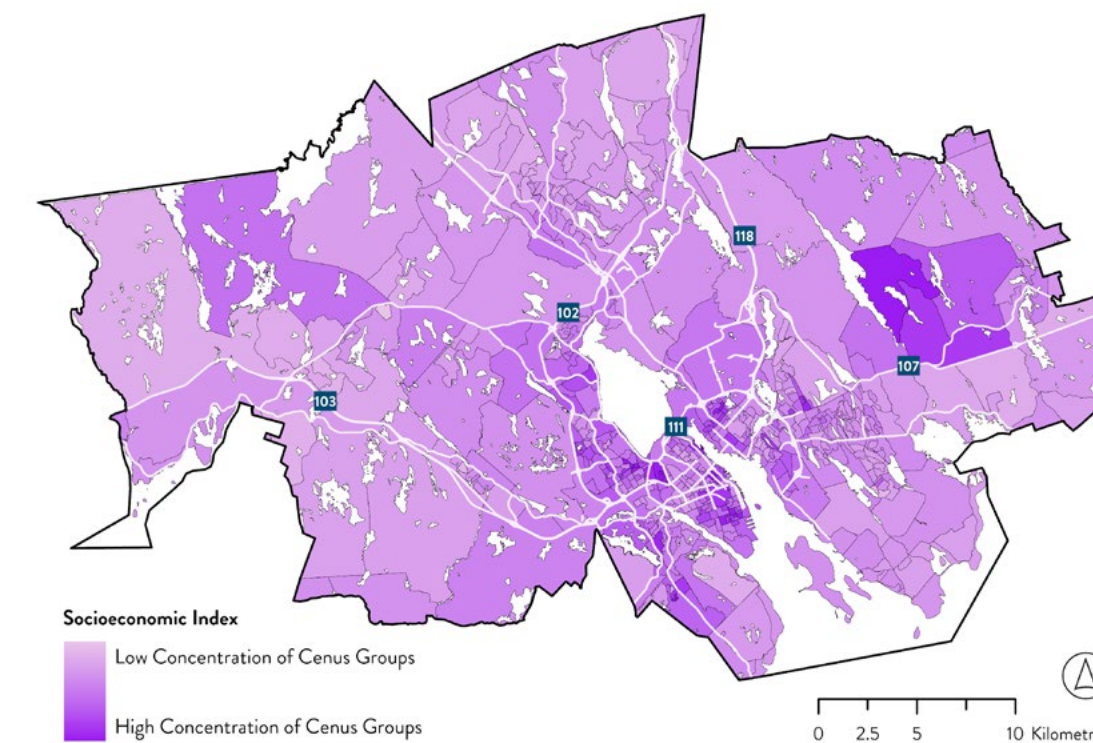 118
102
107
103
111
Socioeconomic Index
Low Concentration of Cenus Groups
High Concentration of Cenus Groups
0 2.5 5 10 Kilometr